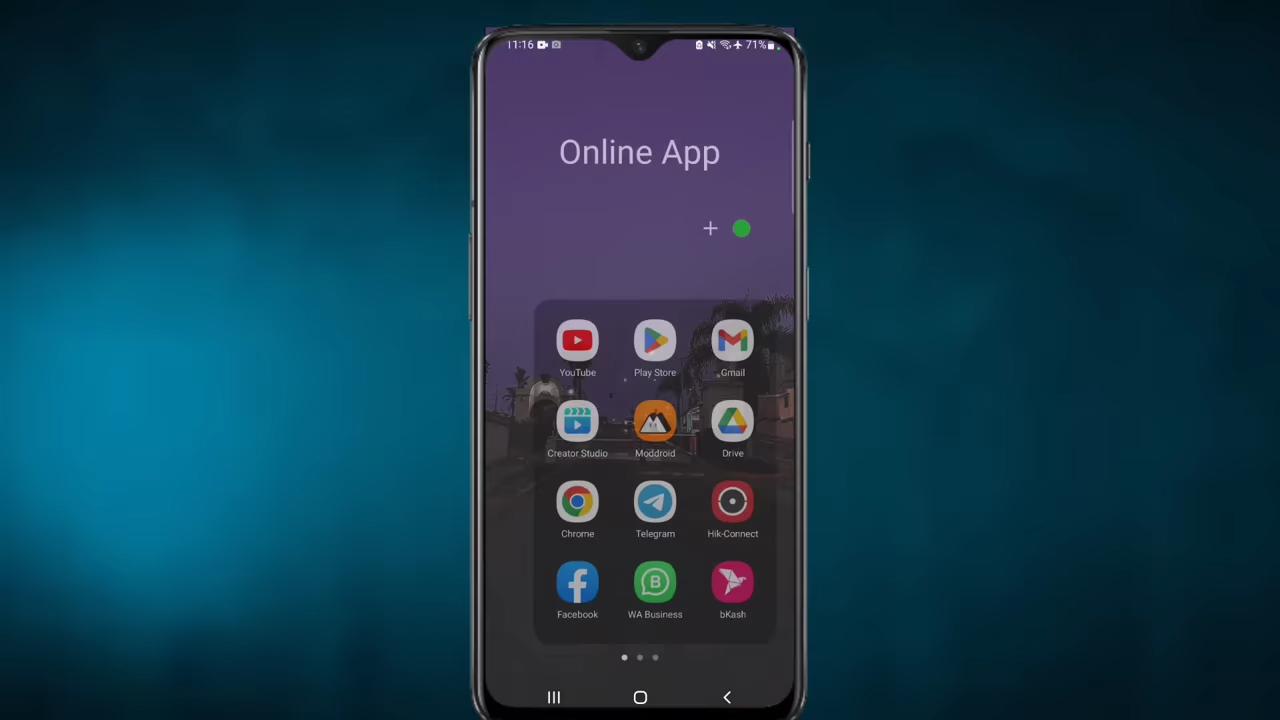 11:16 71%
Online App
+
YouTube Play Store Gmail
Creator Studio Moddroid Drive
Chrome Telegram Hik-Connect
Facebook WA Business bKash